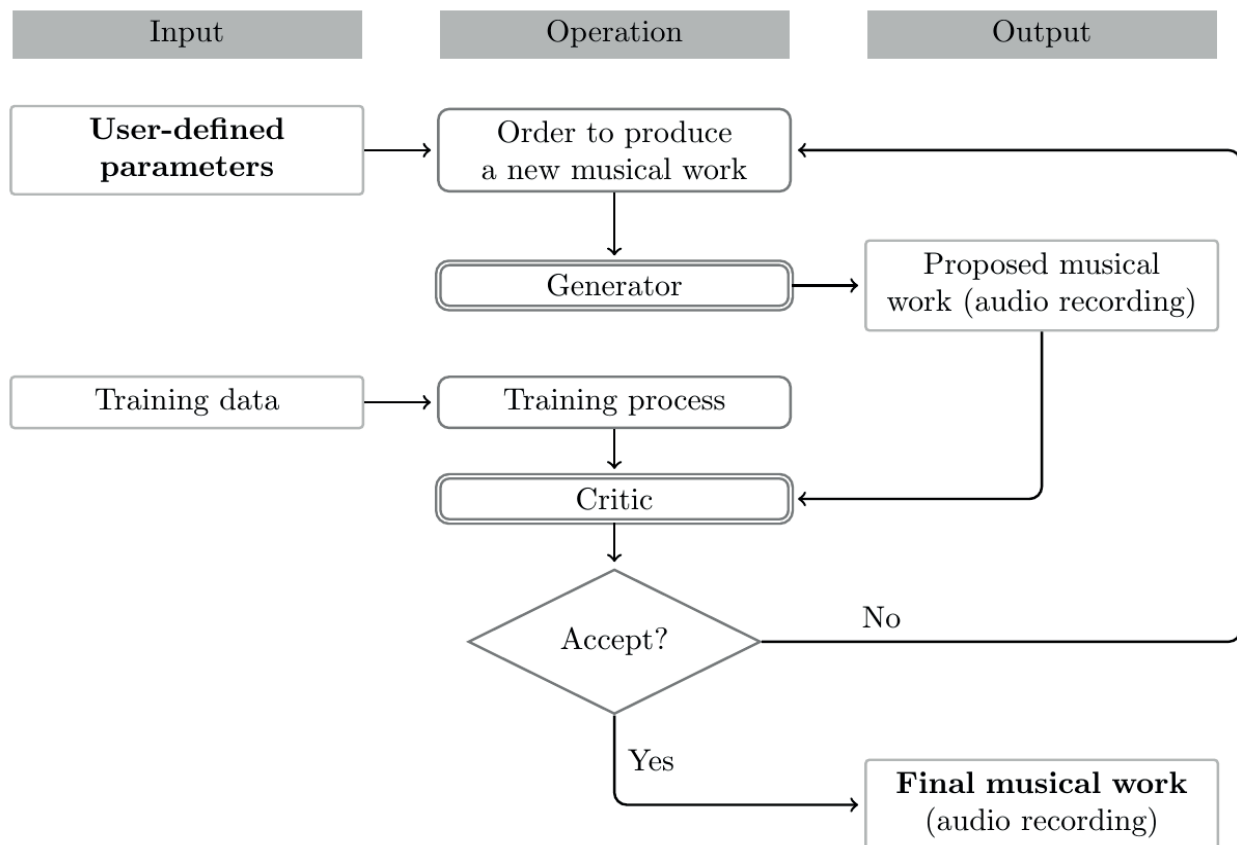 Input
Operation
Output
User-defined
parameters
Order to produce
a new musical work
Generator
Proposed musical
work (audio recording)
Training data
Training process
Critic
Accept?
No
Yes
Final musical work
(audio recording)